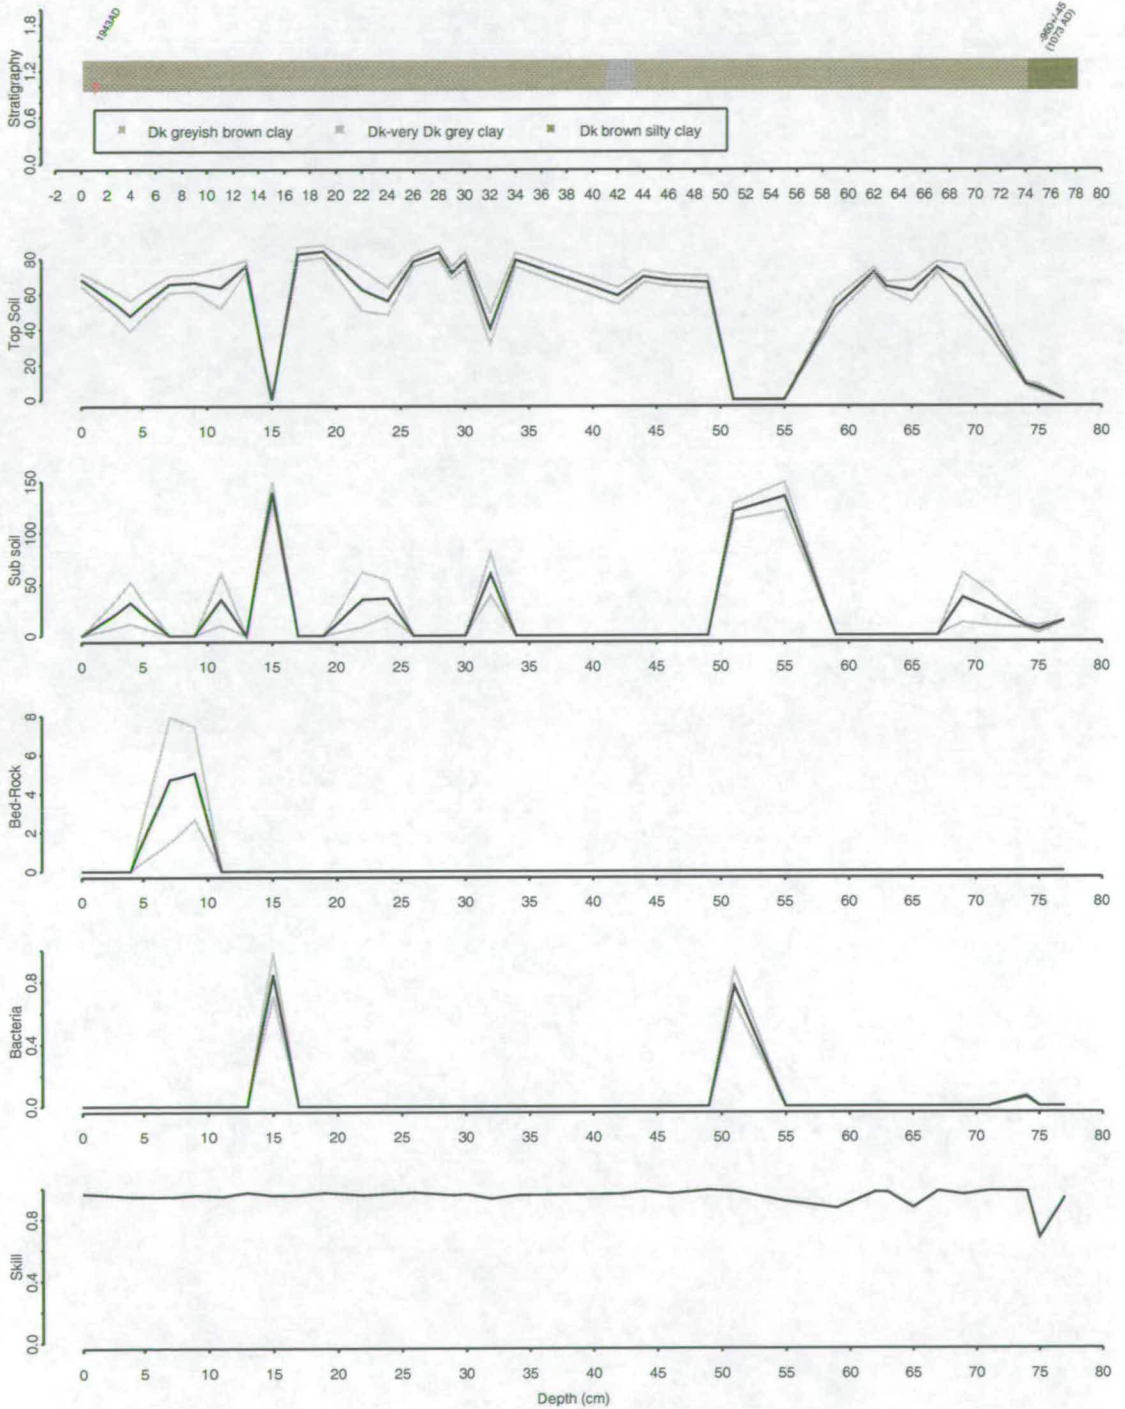 1943AD
-960+/-45
(1073 AD)
Stratigraphy
0.0 0.6 1.2 1.8
Dk greyish brown clay Dk-very Dk grey clay Dk brown silty clay
-2 0 2 4 6 8 10 12 14 16 18 20 22 24 26 28 30 32 34 36 38 40 42 44 46 48 50 52 54 56 58 60 62 64 66 68 70 72 74 76 78 80
Top Soil
0 20 40 60 80
0 5 10 15 20 25 30 35 40 45 50 55 60 65 70 75 80
Sub soil
0 50 100 150
0 5 10 15 20 25 30 35 40 45 50 55 60 65 70 75 80
Bed-Rock
0 2 4 6 8
0 5 10 15 20 25 30 35 40 45 50 55 60 65 70 75 80
Bacteria
0.0 0.4 0.8
0 5 10 15 20 25 30 35 40 45 50 55 60 65 70 75 80
Skill
0.0 0.4 0.8
0 5 10 15 20 25 30 35 40 45 50 55 60 65 70 75 80
Depth (cm)